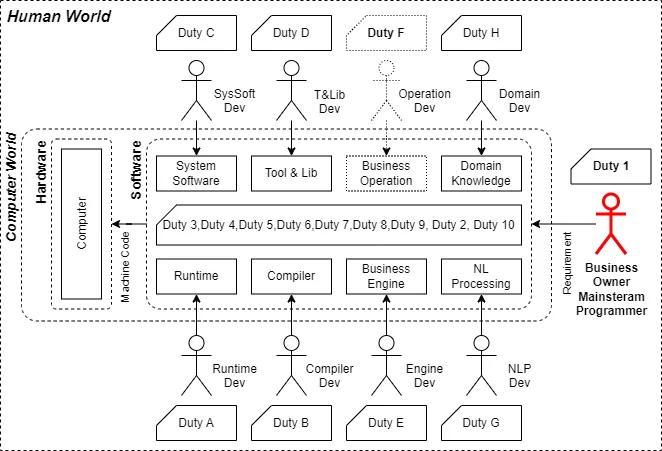 Human World
Duty C
Duty D
Duty F
Duty H
SysSoft
Dev
T&Lib
Dev
Operation
Dev
Domain
Dev
Computer World
Hardware
Software
System
Software
Tool & Lib
Business
Operation
Domain
Knowledge
Duty 1
Computer
Machine Code
Duty 3,Duty 4,Duty 5,Duty 6,Duty 7,Duty 8,Duty 9, Duty 2, Duty 10
Requirement
Business
Owner
Mainsteram
Programmer
Runtime
Compiler
Business
Engine
NL
Processing
Runtime
Dev
Compiler
Dev
Engine
Dev
NLP
Dev
Duty A
Duty B
Duty E
Duty G